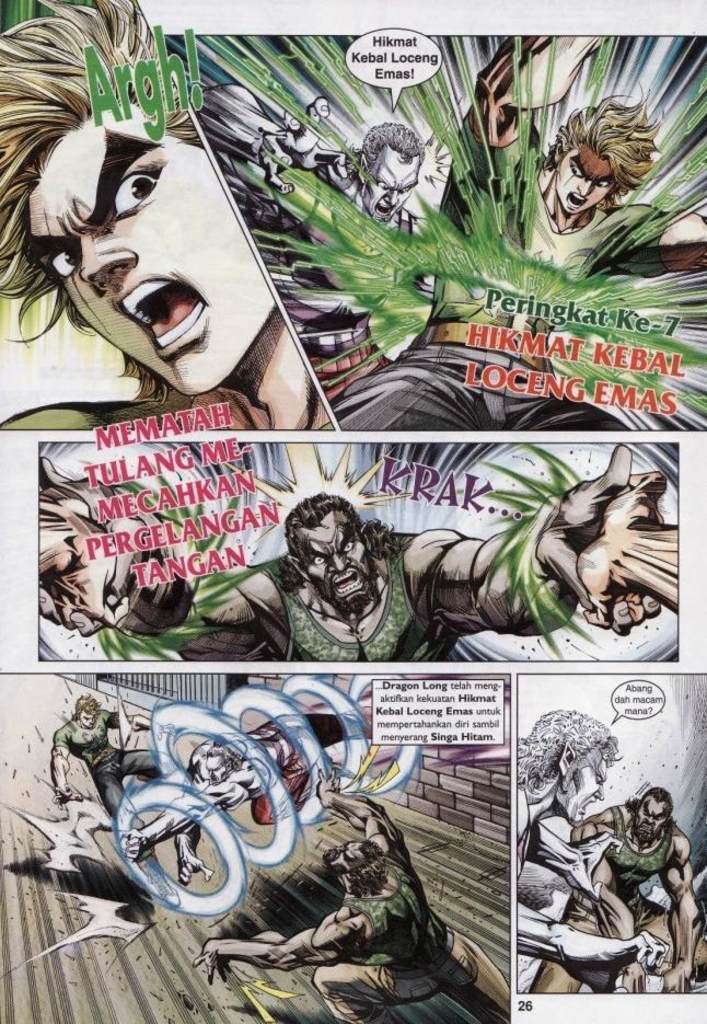 Argh!
Hikmat
Kebal Loceng
Emas!
Peringkat Ke-7
HIKMAT KEBAL
LOCENG EMAS
MEMATAH
TULANG ME-
MECAHKAN
PERGELANGAN
TANGAN
KRAK...
...Dragon Long telah meng-
aktifkan kekuatan Hikmat
Kebal Loceng Emas untuk
mempertahankan diri sambil
menyerang Singa Hitam.
Abang
dah macam
mana?
26